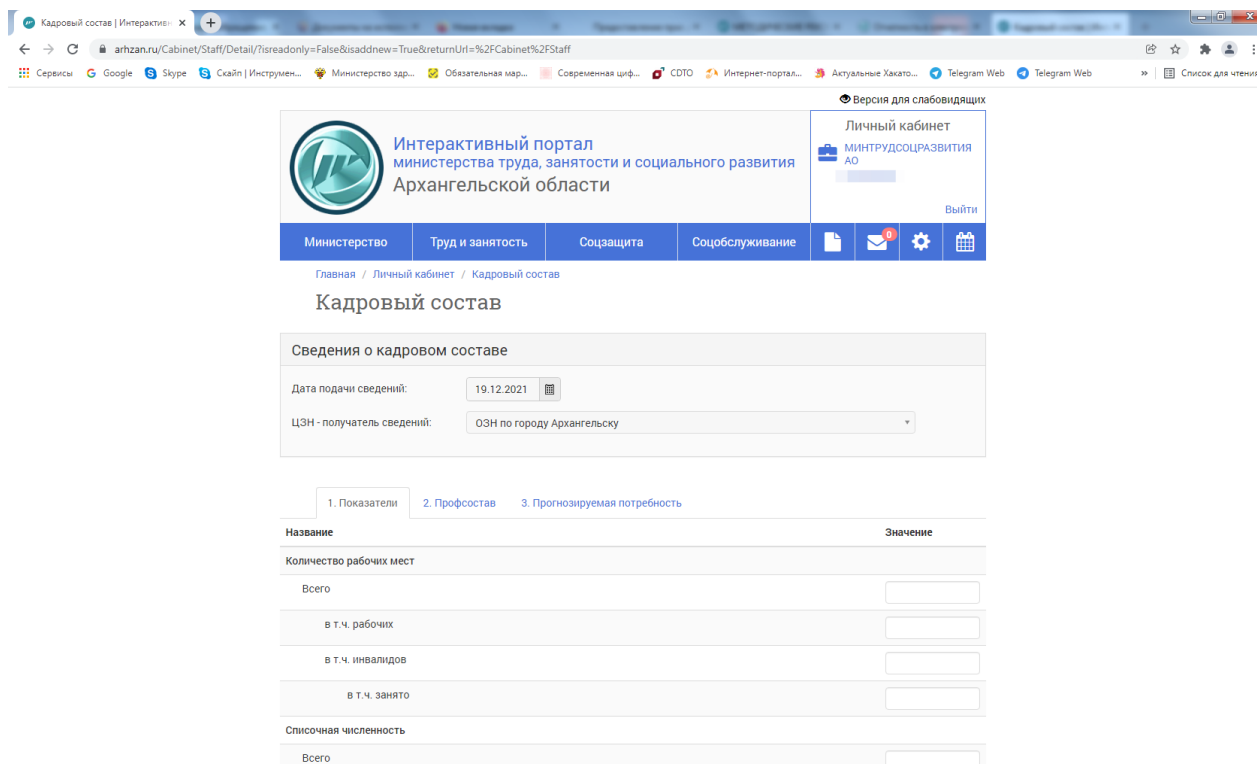 Кадровый состав | Интерактивн
arhzan.ru/Cabinet/Staff/Detail/?isreadonly=False&isaddnew=True&returnUrl=%2FCabinet%2FStaff
Сервисы Google Skype Скайп | Инструмен... Министерство здр... Обязательная мар... Современная циф... CDTO Интернет-портал... Актуальные Хакато... Telegram Web Telegram Web » Список для чтения
Версия для слабовидящих
Интерактивный портал
министерства труда, занятости и социального развития
Архангельской области
Личный кабинет
МИНТРУДСОЦРАЗВИТИЯ
АО
Выйти
Министерство Труд и занятость Соцзащита Соцобслуживание 0
Главная / Личный кабинет / Кадровый состав
Кадровый состав
Сведения о кадровом составе
Дата подачи сведений: 19.12.2021
ЦЗН - получатель сведений: ОЗН по городу Архангельску
1. Показатели 2. Профсостав 3. Прогнозируемая потребность
Название Значение
Количество рабочих мест
Всего
в т.ч. рабочих
в т.ч. инвалидов
в т.ч. занято
Списочная численность
Всего